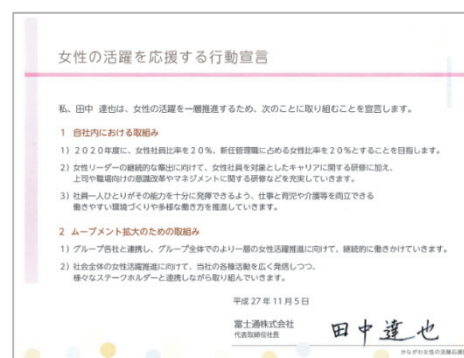 女性の活躍を応援する行動宣言
私、田中 達也は、女性の活躍を一層推進するため、次のことに取り組むことを宣言します。
1 自社内における取組み
1）2020年度に、女性社員比率を20%、新任管理職に占める女性比率を20%とすることを目指します。
2）女性リーダーの継続的な輩出に向けて、女性社員を対象としたキャリアに関する研修に加え、
上司や職場向けの意識改革やマネジメントに関する研修などを充実していきます。
3）社員一人ひとりがその能力を十分に発揮できるよう、仕事と育児や介護等を両立できる
働きやすい環境づくりや多様な働き方を推進していきます。
2 ムーブメント拡大のための取組み
1）グループ各社と連携し、グループ全体でのより一層の女性活躍推進に向けて、継続的に働きかけていきます。
2）社会全体の女性活躍推進に向けて、当社の各種活動を広く発信しつつ、
様々なステークホルダーと連携しながら取り組んでいきます。
平成27年11月5日
富士通株式会社
代表取締役社長
田中達也
かながわ女性の活躍応援団